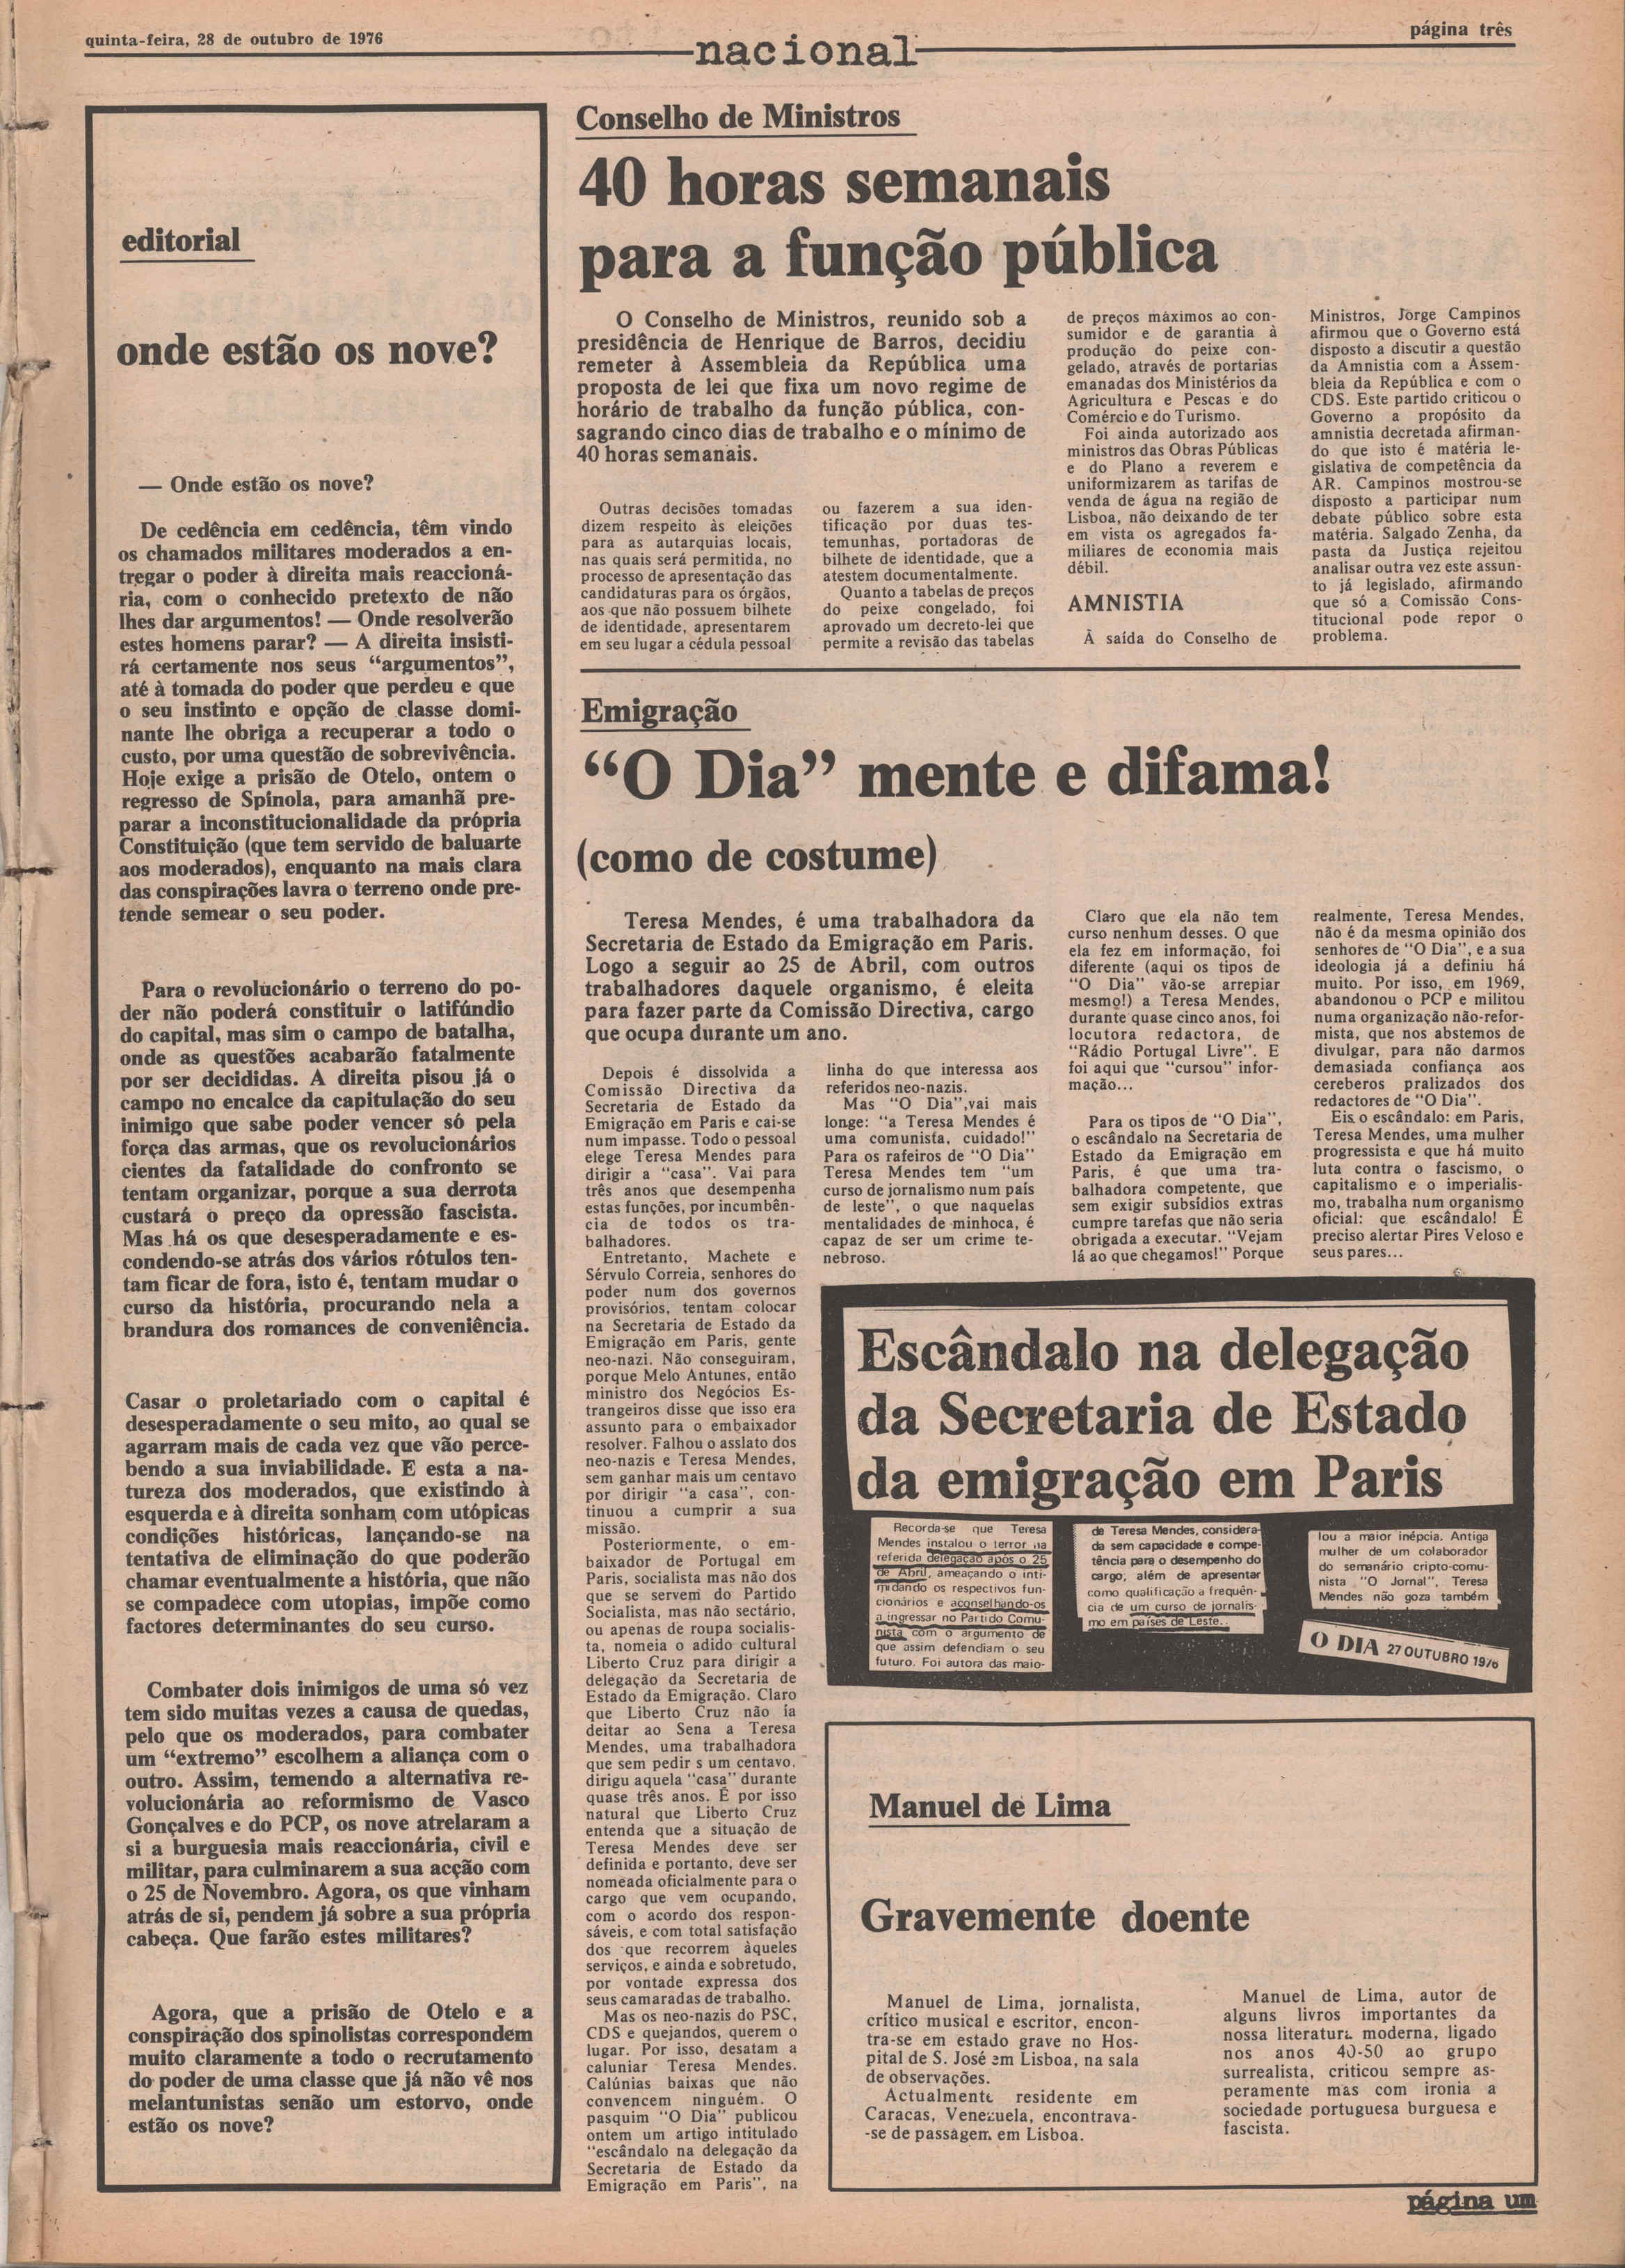 quinta-feira, 28 de outubro de 1976
nacional
página três
editorial
onde estão os nove?
— Onde estão os nove?
De cedência em cedência, têm vindo
os chamados militares moderados a en-
tregar o poder à direita mais reaccioná-
ria, com o conhecido pretexto de não
lhes dar argumentos! — Onde resolverão
estes homens parar? — A direita insisti-
rá certamente nos seus “argumentos”,
até à tomada do poder que perdeu e que
o seu instinto e opção de classe domi-
nante lhe obriga a recuperar a todo o
custo, por uma questão de sobrevivência.
Hoje exige a prisão de Otelo, ontem o
regresso de Spínola, para amanhã pre-
parar a inconstitucionalidade da própria
Constituição (que tem servido de baluarte
aos moderados), enquanto na mais clara
das conspirações lavra o terreno onde pre-
tende semear o seu poder.
Para o revolucionário o terreno do po-
der não poderá constituir o latifúndio
do capital, mas sim o campo de batalha,
onde as questões acabarão fatalmente
por ser decididas. A direita pisou já o
campo no encalce da capitulação do seu
inimigo que sabe poder vencer só pela
força das armas, que os revolucionários
cientes da fatalidade do confronto se
tentam organizar, porque a sua derrota
custará o preço da opressão fascista.
Mas há os que desesperadamente e es-
condendo-se atrás dos vários rótulos ten-
tam ficar de fora, isto é, tentam mudar o
curso da história, procurando nela a
brandura dos romances de conveniência.
Casar o proletariado com o capital é
desesperadamente o seu mito, ao qual se
agarram mais de cada vez que vão perce-
bendo a sua inviabilidade. E esta a na-
tureza dos moderados, que existindo à
esquerda e à direita sonham com utópicas
condições históricas, lançando-se na
tentativa de eliminação do que poderão
chamar eventualmente a história, que não
se compadece com utopias, impõe como
factores determinantes do seu curso.
Combater dois inimigos de uma só vez
tem sido muitas vezes a causa de quedas,
pelo que os moderados, para combater
um “extremo” escolhem a aliança com o
outro. Assim, temendo a alternativa re-
volucionária ao reformismo de Vasco
Gonçalves e do PCP, os nove atrelaram a
si a burguesia mais reaccionária, civil e
militar, para culminarem a sua acção com
o 25 de Novembro. Agora, os que vinham
atrás de si, pendem já sobre a sua própria
cabeça. Que farão estes militares?
Agora, que a prisão de Otelo e a
conspiração dos spinolistas correspondem
muito claramente a todo o recrutamento
do poder de uma classe que já não vê nos
melantunistas senão um estorvo, onde
estão os nove?
Conselho de Ministros
40 horas semanais
para a função pública
O Conselho de Ministros, reunido sob a
presidência de Henrique de Barros, decidiu
remeter à Assembleia da República uma
proposta de lei que fixa um novo regime de
horário de trabalho da função pública, con-
sagrando cinco dias de trabalho e o mínimo de
40 horas semanais.
Outras decisões tomadas
dizem respeito às eleições
para as autarquias locais,
nas quais será permitida, no
processo de apresentação das
candidaturas para os órgãos,
aos que não possuem bilhete
de identidade, apresentarem
em seu lugar a cédula pessoal
ou fazerem a sua iden-
tificação por duas tes-
temunhas, portadoras de
bilhete de identidade, que a
atestem documentalmente.
Quanto a tabelas de preços
do peixe congelado, foi
aprovado um decreto-lei que
permite a revisão das tabelas
de preços máximos ao con-
sumidor e de garantia à
produção do peixe con-
gelado, através de portarias
emanadas dos Ministérios da
Agricultura e Pescas e do
Comércio e do Turismo.
Foi ainda autorizado aos
ministros das Obras Públicas
e do Plano a reverem e
uniformizarem as tarifas de
venda de água na região de
Lisboa, não deixando de ter
em vista os agregados fa-
miliares de economia mais
débil.
AMNISTIA
À saída do Conselho de
Ministros, Jorge Campinos
afirmou que o Governo está
disposto a discutir a questão
da Amnistia com a Assem-
bleia da República e com o
CDS. Este partido criticou o
Governo a propósito da
amnistia decretada afirman-
do que isto é matéria le-
gislativa de competência da
AR. Campinos mostrou-se
disposto a participar num
debate público sobre esta
matéria. Salgado Zenha, da
pasta da Justiça rejeitou
analisar outra vez este assun-
to já legislado, afirmando
que só a Comissão Cons-
titucional pode repor o
problema.
Emigração
“O Dia” mente e difama!
(como de costume)
Teresa Mendes, é uma trabalhadora da
Secretaria de Estado da Emigração em Paris.
Logo a seguir ao 25 de Abril, com outros
trabalhadores daquele organismo, é eleita
para fazer parte da Comissão Directiva, cargo
que ocupa durante um ano.
Depois é dissolvida a
Comissão Directiva da
Secretaria de Estado da
Emigração em Paris e cai-se
num impasse. Todo o pessoal
elege Teresa Mendes para
dirigir a “casa”. Vai para
três anos que desempenha
estas funções, por incumbên-
cia de todos os tra-
balhadores.
Entretanto, Machete e
Sérvulo Correia, senhores do
poder num dos governos
provisórios, tentam colocar
na Secretaria de Estado da
Emigração em Paris, gente
neo-nazi. Não conseguiram,
porque Melo Antunes, então
ministro dos Negócios Es-
trangeiros disse que isso era
assunto para o embaixador
resolver. Falhou o asslato dos
neo-nazis e Teresa Mendes,
sem ganhar mais um centavo
por dirigir “a casa”, con-
tinuou a cumprir a sua
missão.
Posteriormente, o em-
baixador de Portugal em
Paris, socialista mas não dos
que se servem do Partido
Socialista, mas não sectário,
ou apenas de roupa socialis-
ta, nomeia o adido cultural
Liberto Cruz para dirigir a
delegação da Secretaria de
Estado da Emigração. Claro
que Liberto Cruz não ia
deitar ao Sena a Teresa
Mendes, uma trabalhadora
que sem pedir s um centavo,
dirigu aquela “casa” durante
quase três anos. É por isso
natural que Liberto Cruz
entenda que a situação de
Teresa Mendes deve ser
definida e portanto, deve ser
nomeada oficialmente para o
cargo que vem ocupando,
com o acordo dos respon-
sáveis, e com total satisfação
dos que recorrem àqueles
serviços, e ainda e sobretudo,
por vontade expressa dos
seus camaradas de trabalho.
Mas os neo-nazis do PSC,
CDS e quejandos, querem o
lugar. Por isso, desatam a
caluniar Teresa Mendes.
Calúnias baixas que não
convencem ninguém. O
pasquim “O Dia” publicou
ontem um artigo intitulado
“escândalo na delegação da
Secretaria de Estado da
Emigração em Paris”, na
linha do que interessa aos
referidos neo-nazis.
Mas “O Dia”,vai mais
longe: “a Teresa Mendes é
uma comunista, cuidado!”
Para os rafeiros de “O Dia”
Teresa Mendes tem “um
curso de jornalismo num país
de leste”, o que naquelas
mentalidades de minhoca, é
capaz de ser um crime te-
nebroso.
Claro que ela não tem
curso nenhum desses. O que
ela fez em informação, foi
diferente (aqui os tipos de
“O Dia” vão-se arrepiar
mesmo!) a Teresa Mendes,
durante quase cinco anos, foi
locutora redactora, de
“Rádio Portugal Livre”. E
foi aqui que “cursou” infor-
mação...
Para os tipos de “O Dia”,
o escândalo na Secretaria de
Estado da Emigração em
Paris, é que uma tra-
balhadora competente, que
sem exigir subsídios extras
cumpre tarefas que não seria
obrigada a executar. “Vejam
lá ao que chegamos!” Porque
realmente, Teresa Mendes,
não é da mesma opinião dos
senhores de “O Dia”, e a sua
ideologia já a definiu há
muito. Por isso, em 1969,
abandonou o PCP e militou
numa organização não-refor-
mista, que nos abstemos de
divulgar, para não darmos
demasiada confiança aos
cereberos pralizados dos
redactores de “O Dia”.
Eis o escândalo: em Paris,
Teresa Mendes, uma mulher
progressista e que há muito
luta contra o fascismo, o
capitalismo e o imperialis-
mo, trabalha num organismo
oficial: que escândalo! É
preciso alertar Pires Veloso e
seus pares...
Escândalo na delegação
da Secretaria de Estado
da emigração em Paris
Recorda-se que Teresa
Mendes instalou o terror na
referida delegação após o 25
de Abril, ameaçando o inti-
midando os respectivos fun-
cionários e aconselhando-os
a ingressar no Partido Comu-
nista com o argumento de
que assim defendiam o seu
futuro. Foi autora das maio-
de Teresa Mendes, considera-
da sem capacidade e compe-
tência para o desempenho do
cargo, além de apresentar
como qualificação a frequên-
cia de um curso de jornalis-
mo em países de Leste..
lou a maior inépcia. Antiga
mulher de um colaborador
do semanário cripto-comu-
nista “O Jornal”, Teresa
Mendes não goza também
O DIA 27 OUTUBRO 1976
Manuel de Lima
Gravemente doente
Manuel de Lima, jornalista,
crítico musical e escritor, encon-
tra-se em estado grave no Hos-
pital de S. José em Lisboa, na sala
de observações.
Actualmente residente em
Caracas, Venezuela, encontrava-
-se de passagem em Lisboa.
Manuel de Lima, autor de
alguns livros importantes da
nossa literatura moderna, ligado
nos anos 40-50 ao grupo
surrealista, criticou sempre as-
peramente mas com ironia a
sociedade portuguesa burguesa e
fascista.
página um